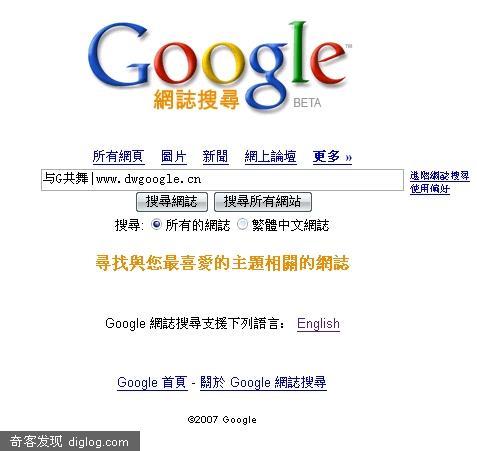 Google™
網誌搜尋 BETA
所有網頁 圖片 新聞 網上論壇 更多 »
与G共舞|www.dwgoogle.cn
進階網誌搜尋
使用偏好
搜尋網誌 搜尋所有網站
搜尋: 所有的網誌 繁體中文網誌
尋找與您最喜愛的主題相關的網誌
Google 網誌搜尋支援下列語言: English
Google 首頁 - 關於 Google 網誌搜尋
©2007 Google
奇客发现 diglog.com